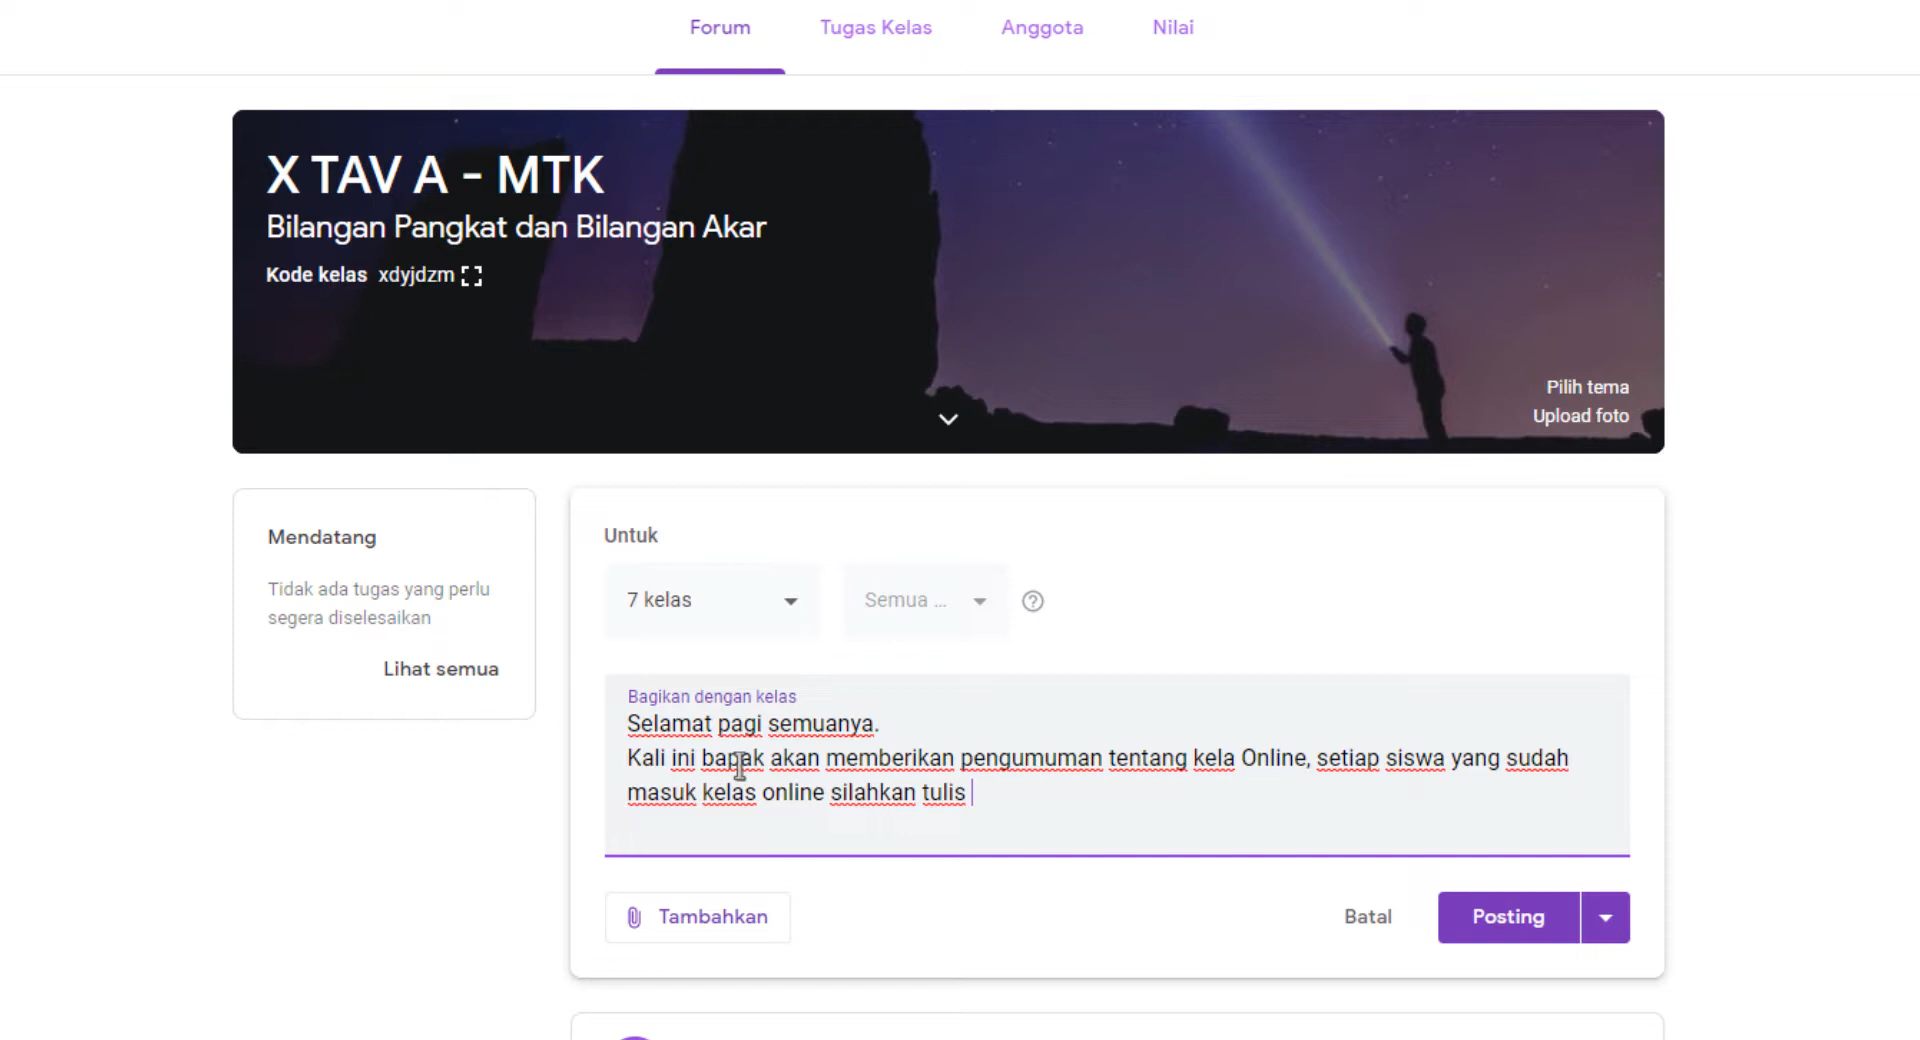 Forum
Tugas Kelas
Anggota
Nilai
X TAV A - MTK
Bilangan Pangkat dan Bilangan Akar
Kode kelas xdyjdzm
Pilih tema
Upload foto
Mendatang
Tidak ada tugas yang perlu
segera diselesaikan
Lihat semua
Untuk
7 kelas
Semua ...
Bagikan dengan kelas
Selamat pagi semuanya.
Kali ini bapak akan memberikan pengumuman tentang kela Online, setiap siswa yang sudah
masuk kelas online silahkan tulis
Tambahkan
Batal
Posting